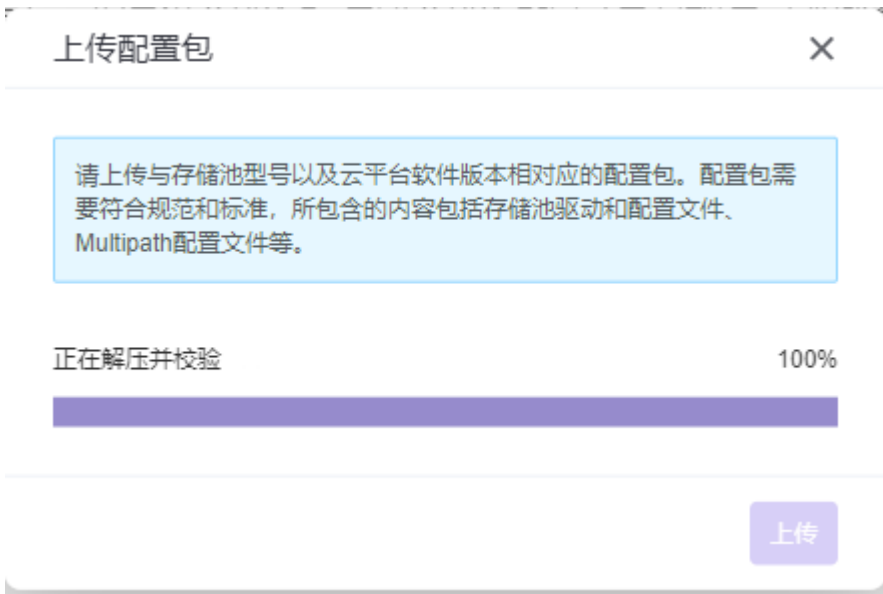 上传配置包
请上传与存储池型号以及云平台软件版本相对应的配置包。配置包需
要符合规范和标准，所包含的内容包括存储池驱动和配置文件、
Multipath配置文件等。
正在解压并校验 100%
上传